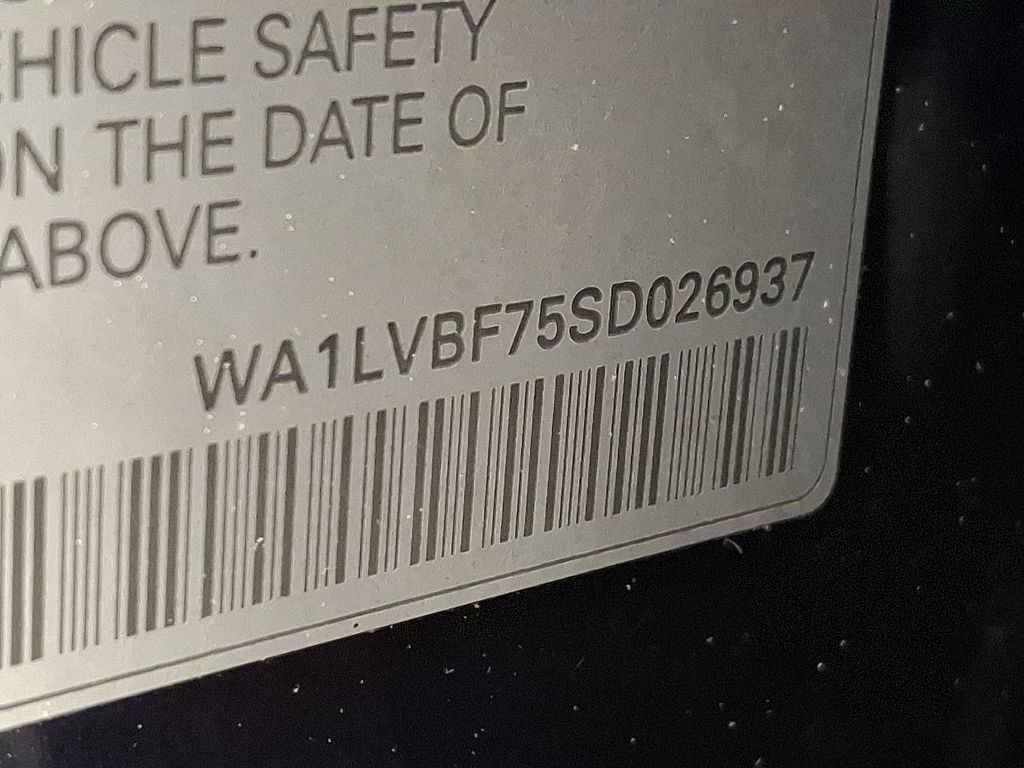 EHICLE SAFETY
ON THE DATE OF
ABOVE.
WA1LVBF75SD026937